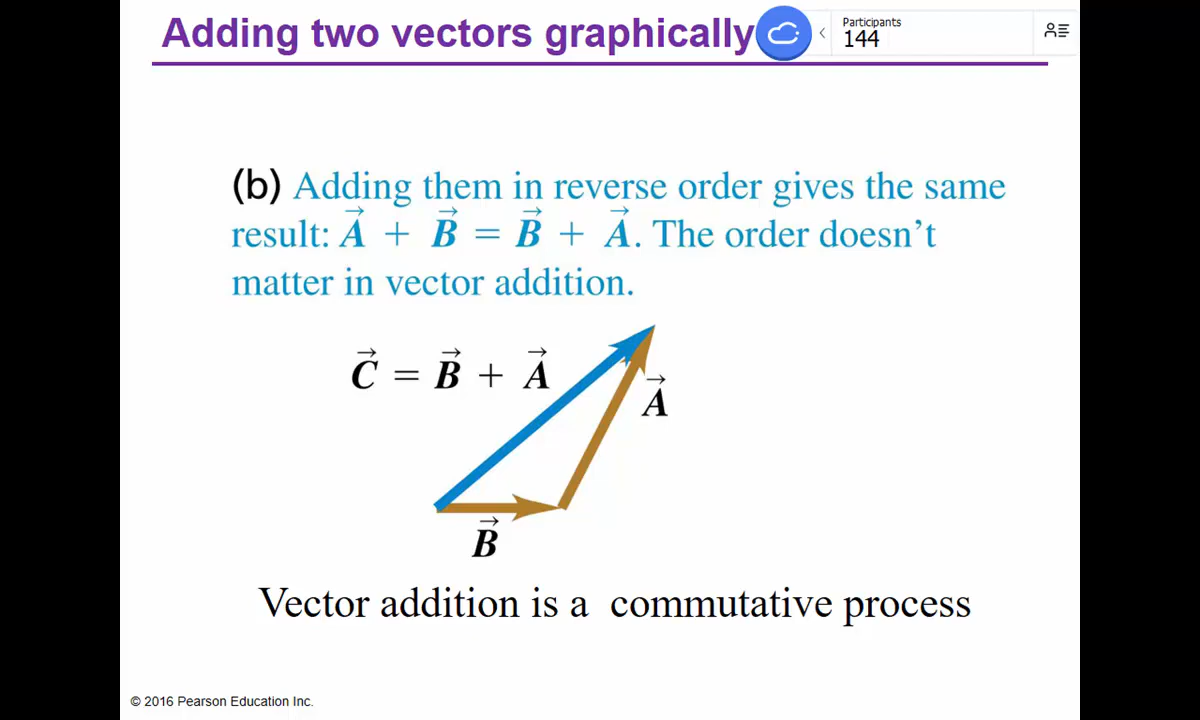 Adding two vectors graphically
Participants
144
(b) Adding them in reverse order gives the same
result: A⃗ + B⃗ = B⃗ + A⃗. The order doesn’t
matter in vector addition.
C⃗ = B⃗ + A⃗
A⃗
B⃗
Vector addition is a commutative process
© 2016 Pearson Education Inc.